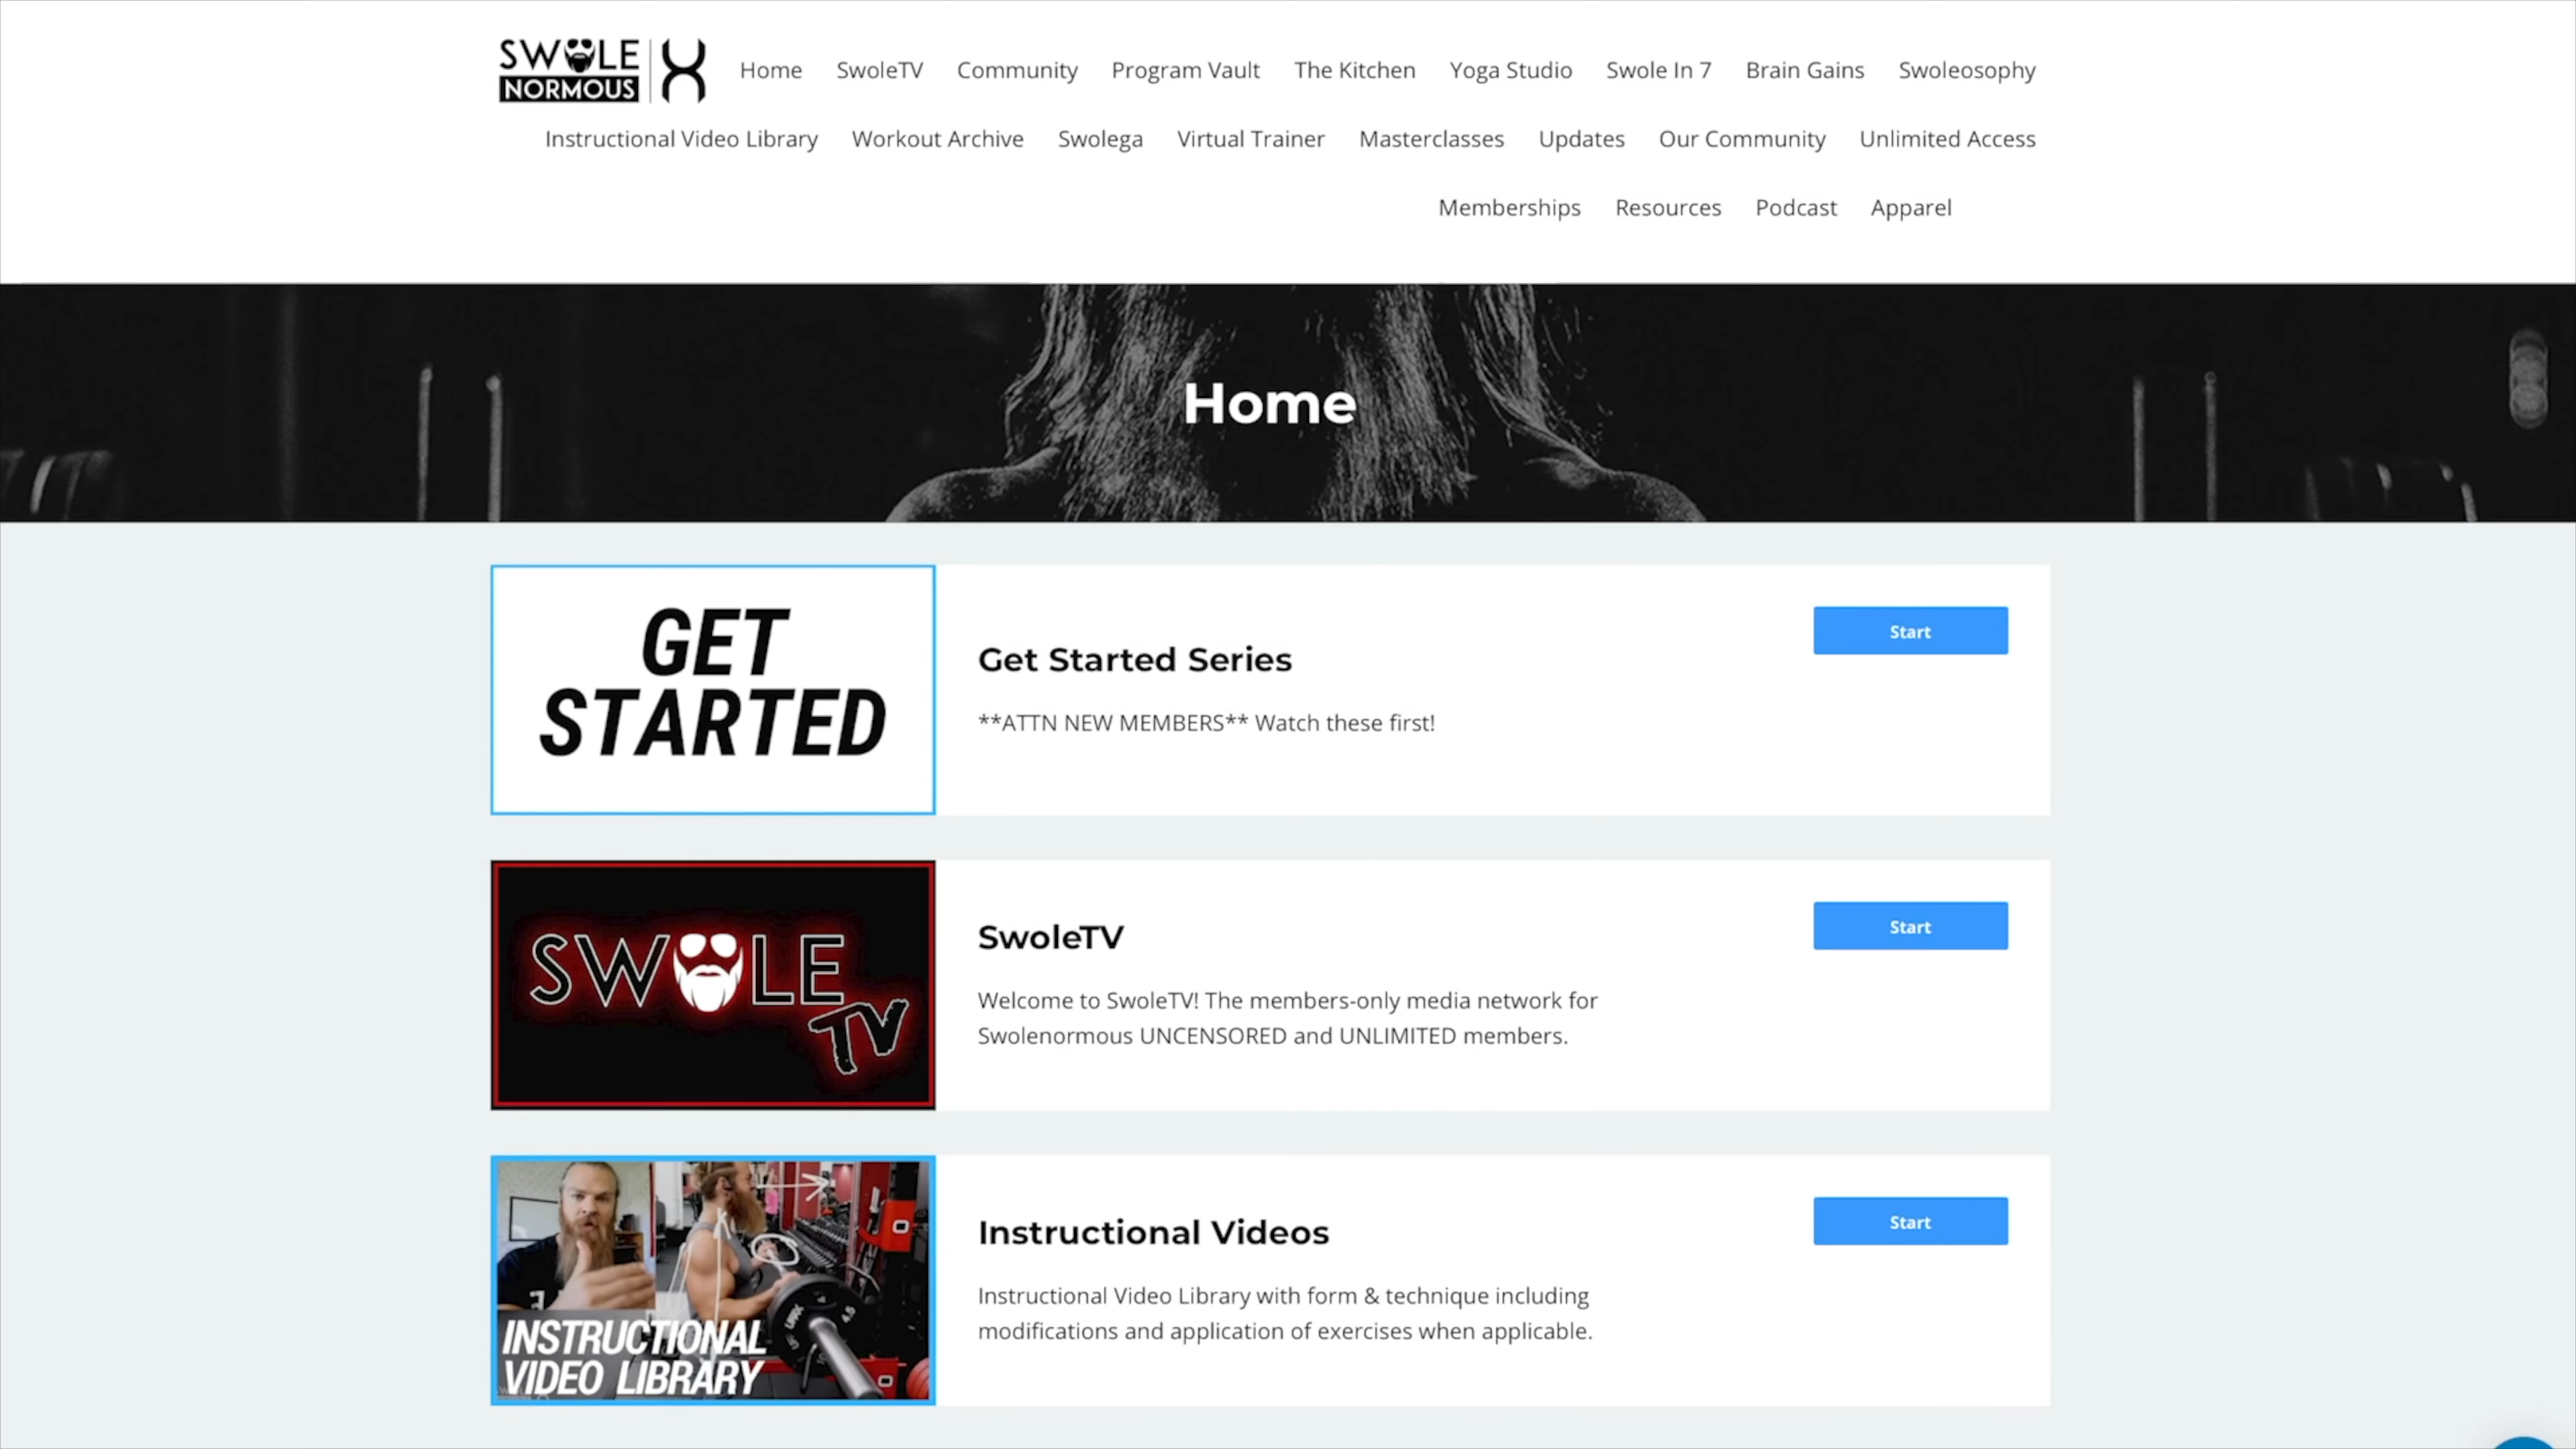 SWOLE
NORMOUS
Home SwoleTV Community Program Vault The Kitchen Yoga Studio Swole In 7 Brain Gains Swoleosophy
Instructional Video Library Workout Archive Swolega Virtual Trainer Masterclasses Updates Our Community Unlimited Access
Memberships Resources Podcast Apparel
Home
GET
STARTED
Get Started Series
**ATTN NEW MEMBERS** Watch these first!
Start
SWOLE
TV
SwoleTV
Welcome to SwoleTV! The members-only media network for
Swolenormous UNCENSORED and UNLIMITED members.
Start
INSTRUCTIONAL
VIDEO LIBRARY
Instructional Videos
Instructional Video Library with form & technique including
modifications and application of exercises when applicable.
Start